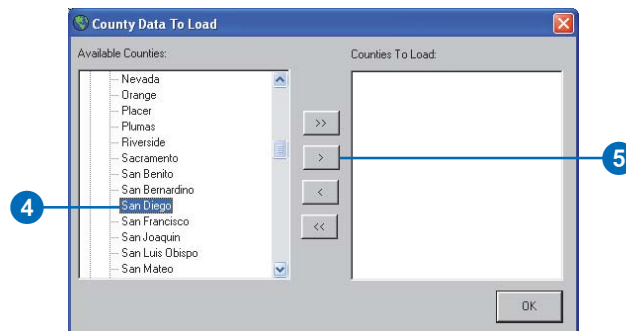 County Data To Load
Available Counties:
Counties To Load:
Nevada
Orange
Placer
Plumas
Riverside
Sacramento
San Benito
San Bernardino
San Diego
San Francisco
San Joaquin
San Luis Obispo
San Mateo
>>
>
<
<<
OK
4
5